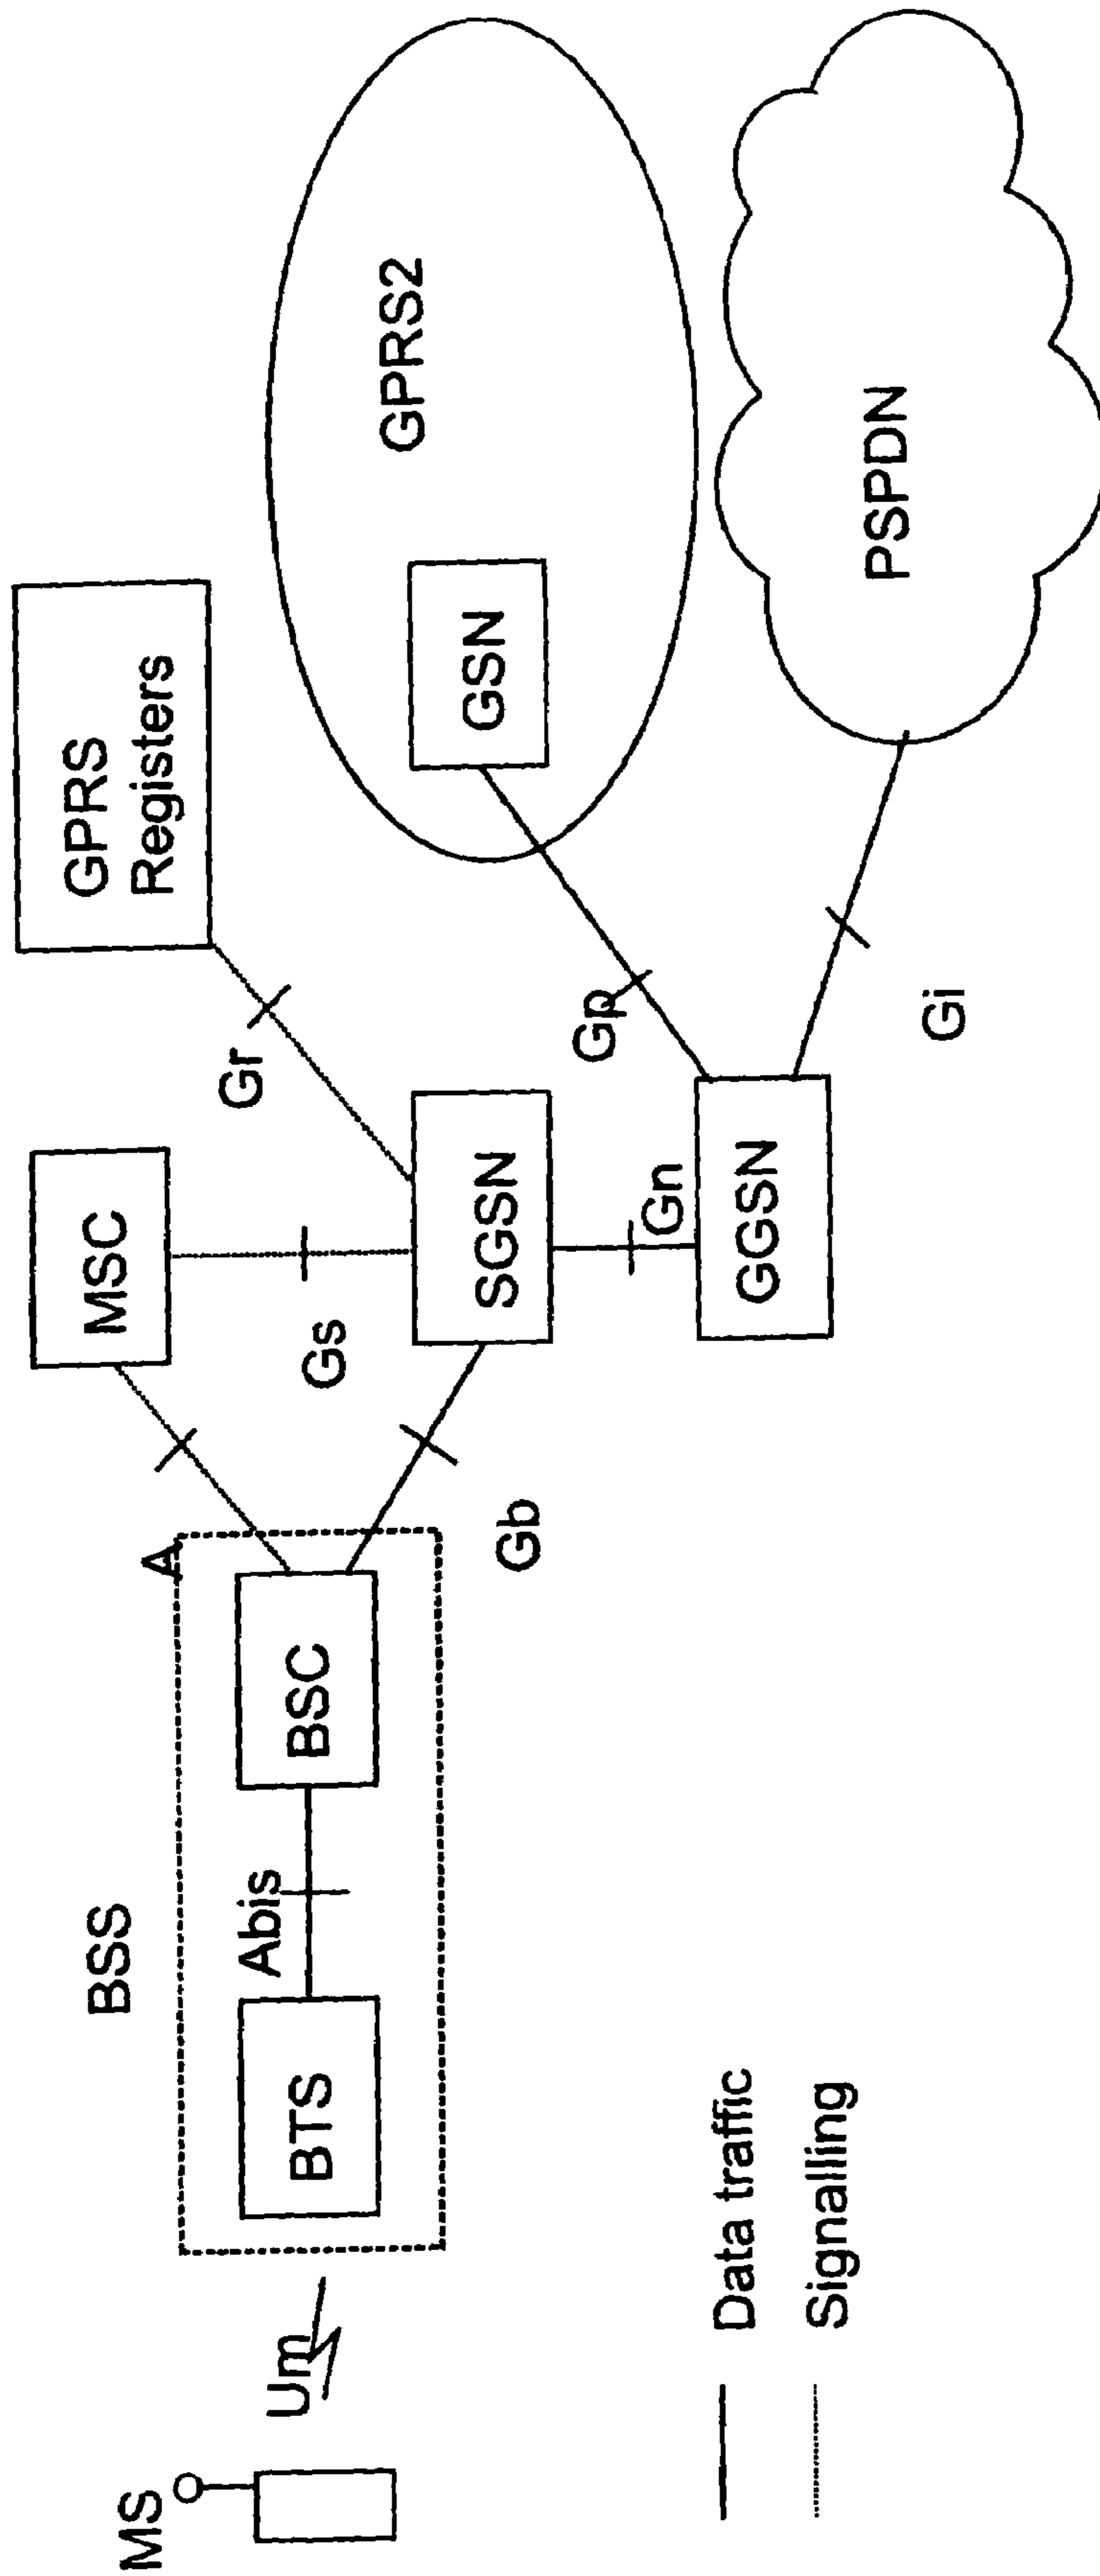 MS
Um
BSS
BTS
Abis
BSC
A
MSC
Gs
Gb
Gr
GPRS
Registers
SGSN
Gn
GGSN
Gp
Gi
GSN
GPRS2
PSPDN
Data traffic
Signalling